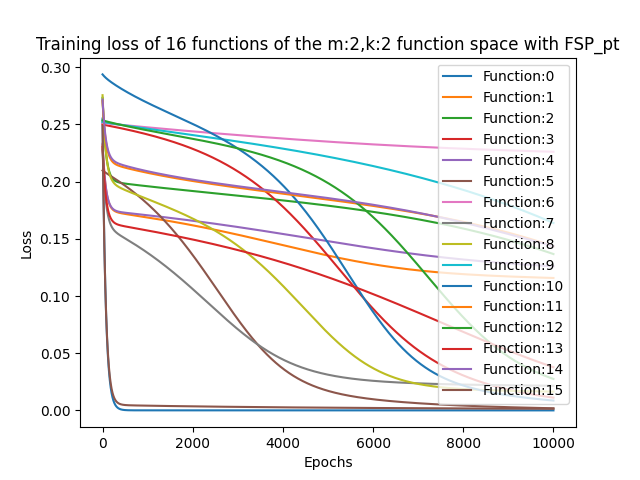 Training loss of 16 functions of the m:2,k:2 function space with FSP_pt
0.30
0.25
0.20
0.15
0.10
0.05
0.00
Loss
0
2000
4000
6000
8000
10000
Epochs
Function:0
Function:1
Function:2
Function:3
Function:4
Function:5
Function:6
Function:7
Function:8
Function:9
Function:10
Function:11
Function:12
Function:13
Function:14
Function:15